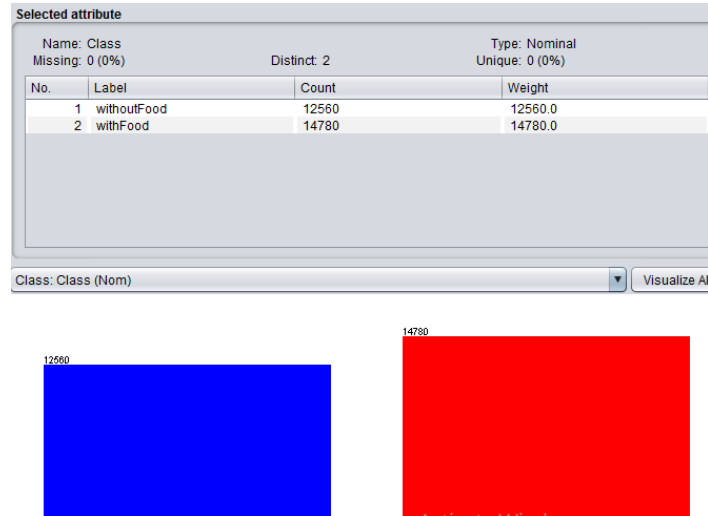 Selected attribute
Name: Class Type: Nominal
Missing: 0 (0%) Distinct: 2 Unique: 0 (0%)
No. Label Count Weight
1 withoutFood 12560 12560.0
2 withFood 14780 14780.0
Class: Class (Nom) Visualize Al
14780
12560